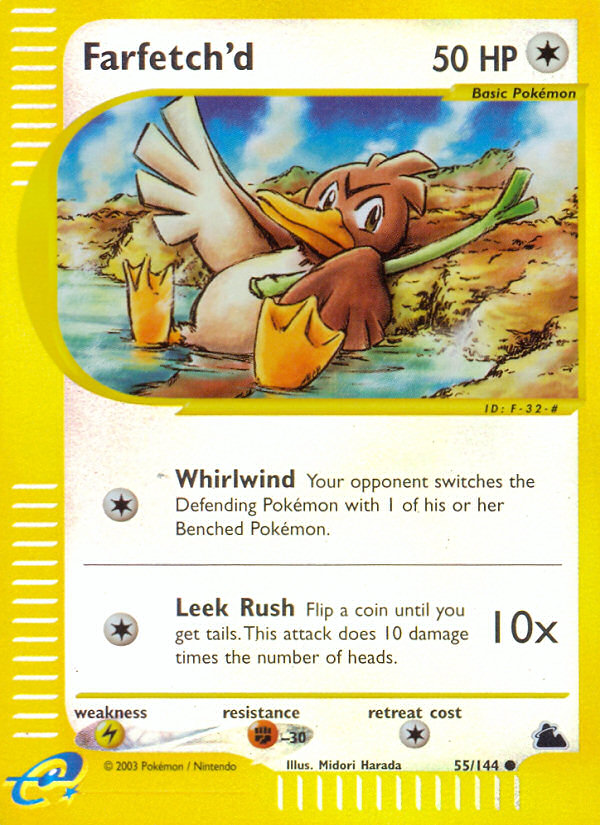 Farfetch'd
50 HP
Basic Pokémon
ID: F-32-#
Whirlwind Your opponent switches the
Defending Pokémon with 1 of his or her
Benched Pokémon.
Leek Rush Flip a coin until you
get tails. This attack does 10 damage
times the number of heads.
10x
weakness
resistance
retreat cost
-30
© 2003 Pokémon / Nintendo
Illus. Midori Harada
55/144
e